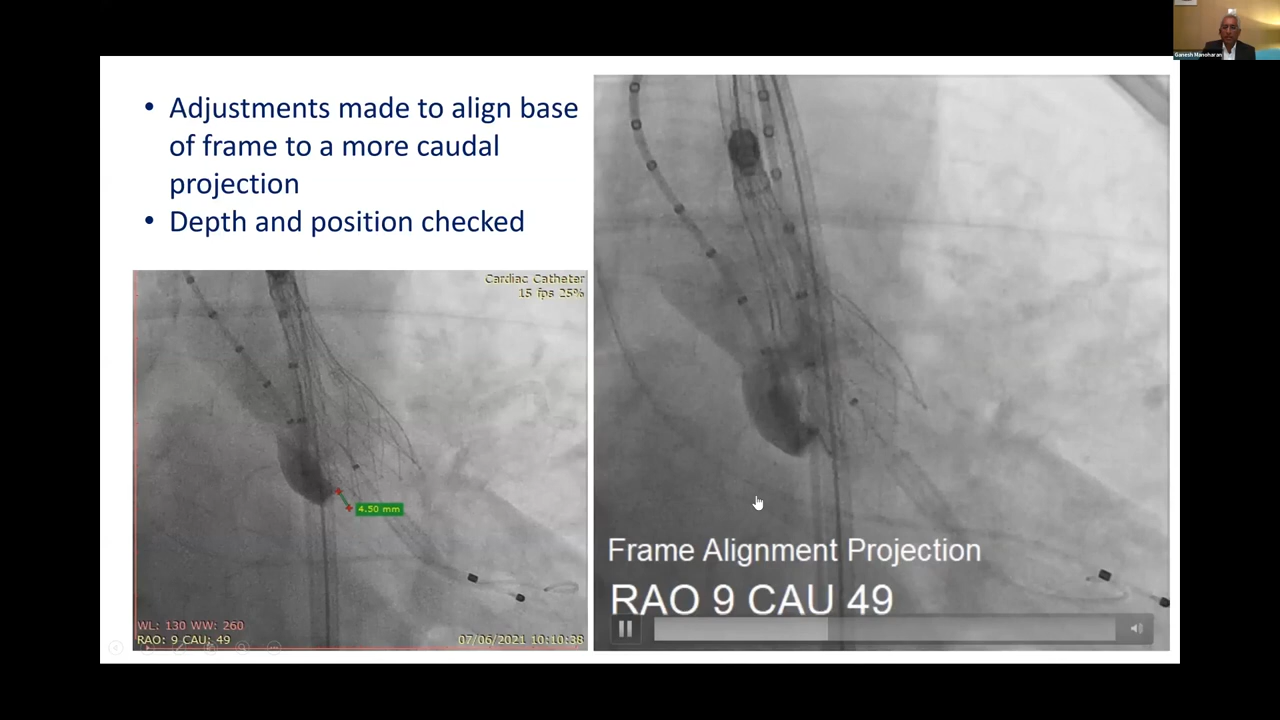 Ganesh Manoharan
• Adjustments made to align base
of frame to a more caudal
projection
• Depth and position checked
Cardiac Catheter
15 fps 25%
4.50 mm
WL: 130 WW: 260
RAO: 9 CAU: 49
07/06/2021 10:10:38
Frame Alignment Projection
RAO 9 CAU 49